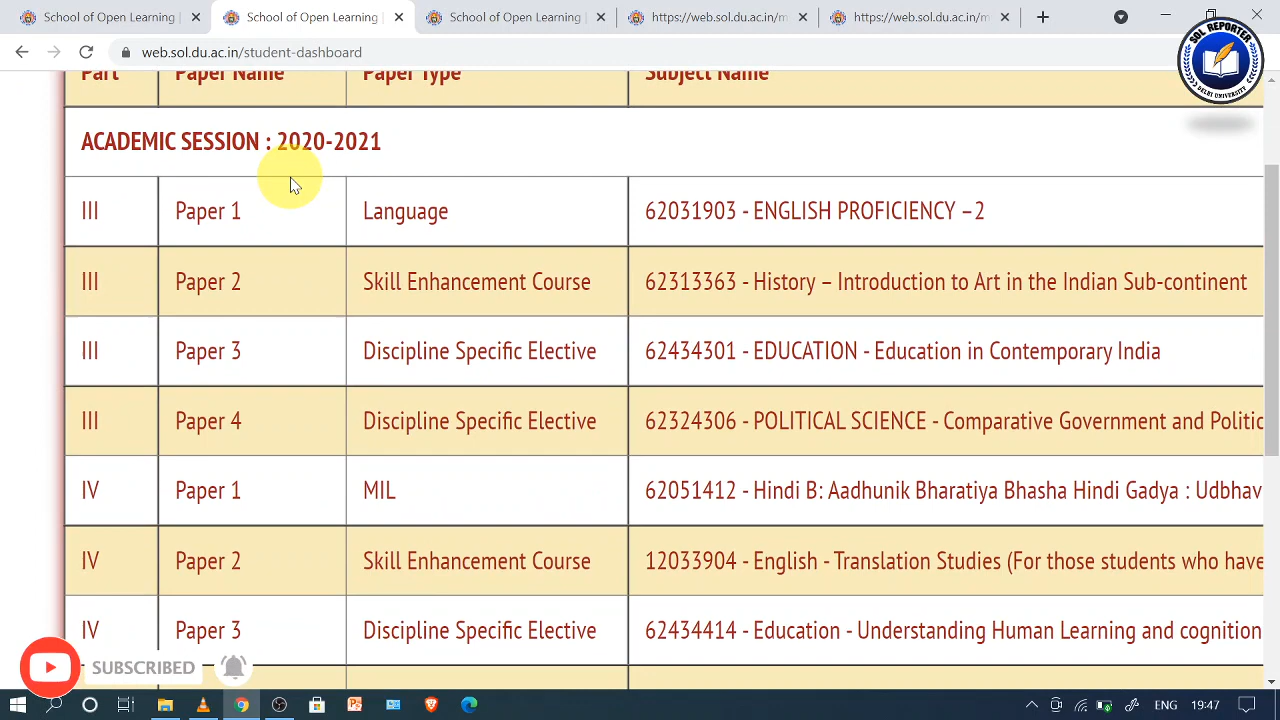 School of Open Learning
School of Open Learning
School of Open Learning
https://web.sol.du.ac.in/m
https://web.sol.du.ac.in/m
web.sol.du.ac.in/student-dashboard
SOL REPORTER
DELHI UNIVERSITY
Part Paper Name Paper Type Subject Name
ACADEMIC SESSION : 2020-2021
III Paper 1 Language 62031903 - ENGLISH PROFICIENCY –2
III Paper 2 Skill Enhancement Course 62313363 - History – Introduction to Art in the Indian Sub-continent
III Paper 3 Discipline Specific Elective 62434301 - EDUCATION - Education in Contemporary India
III Paper 4 Discipline Specific Elective 62324306 - POLITICAL SCIENCE - Comparative Government and Politic
IV Paper 1 MIL 62051412 - Hindi B: Aadhunik Bharatiya Bhasha Hindi Gadya : Udbhav
IV Paper 2 Skill Enhancement Course 12033904 - English - Translation Studies (For those students who have
IV Paper 3 Discipline Specific Elective 62434414 - Education - Understanding Human Learning and cognition
SUBSCRIBED
ENG 19:47